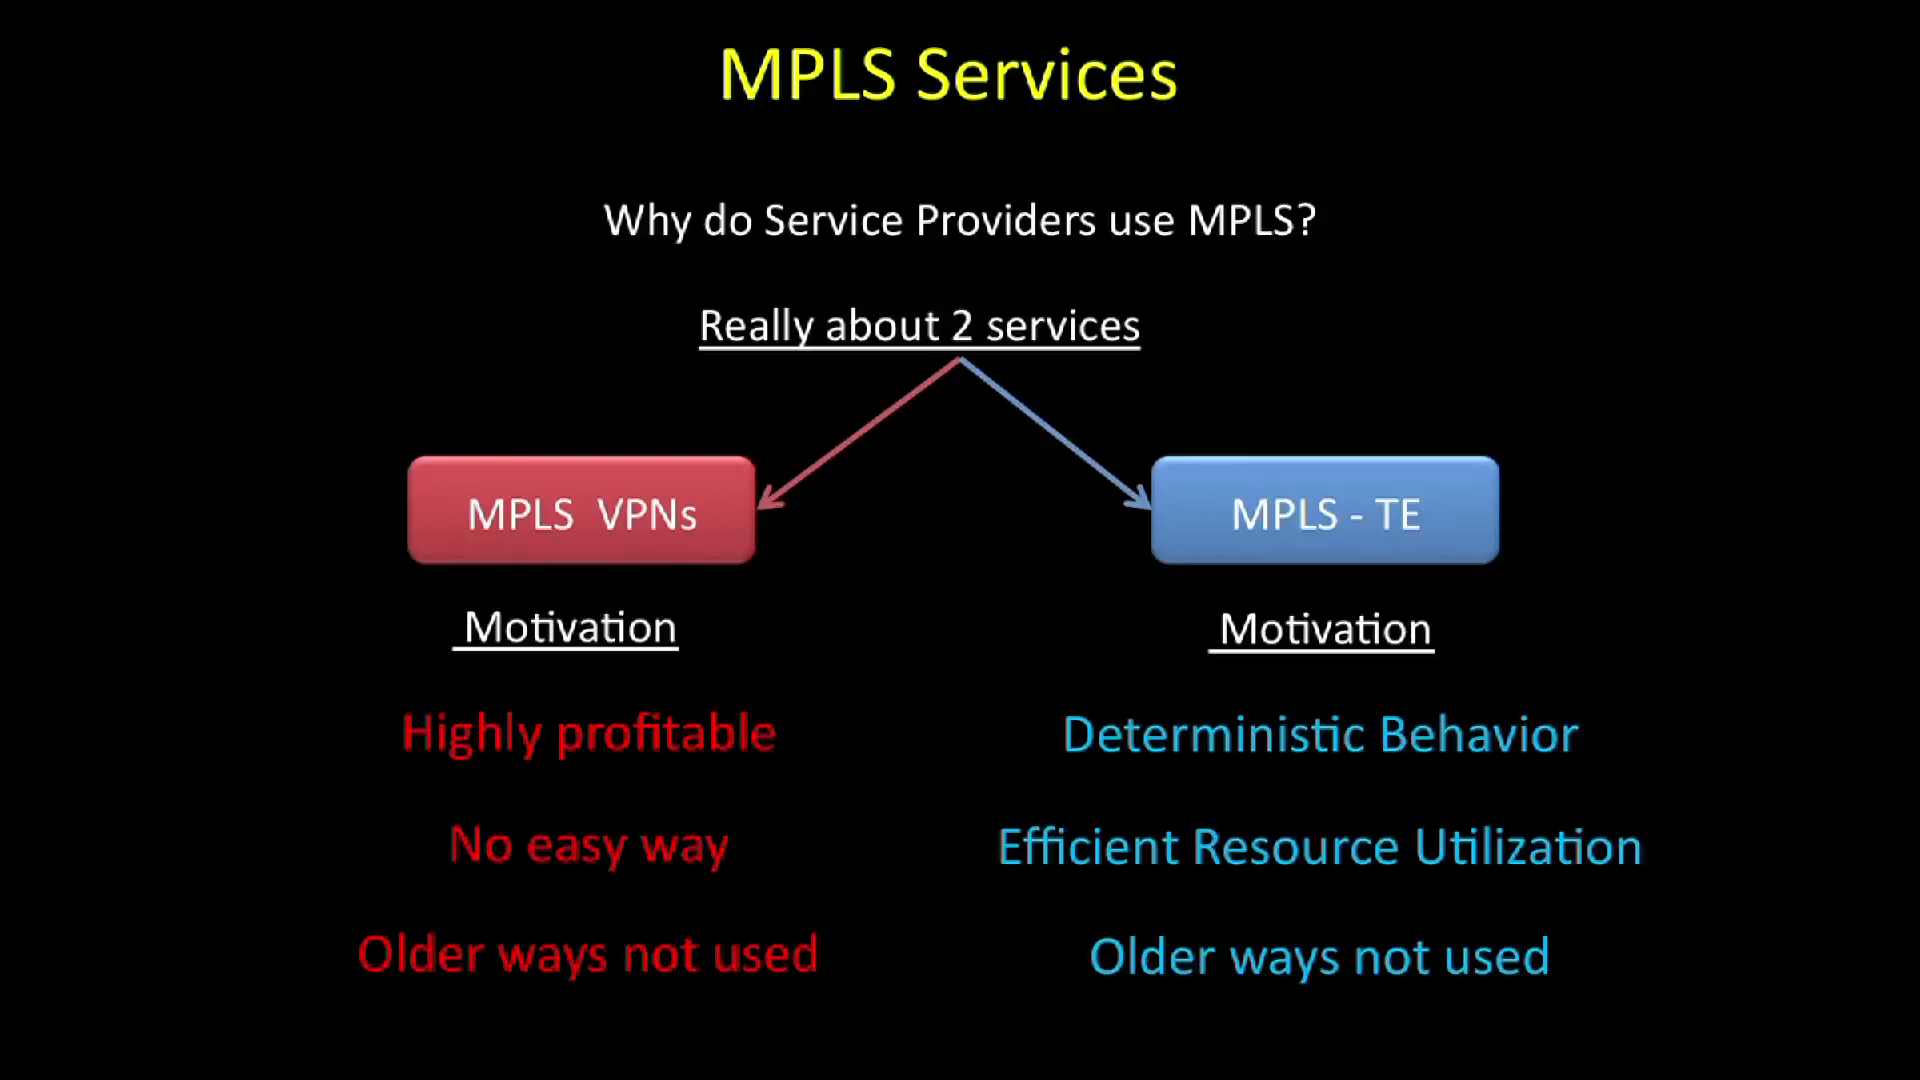 MPLS Services
Why do Service Providers use MPLS?
Really about 2 services
MPLS VPNs
Motivation
Highly profitable
No easy way
Older ways not used
MPLS - TE
Motivation
Deterministic Behavior
Efficient Resource Utilization
Older ways not used